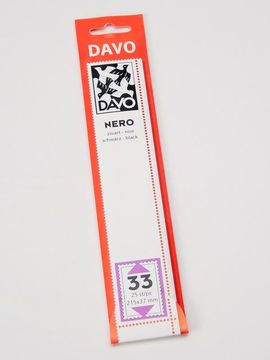 DAVO
DAVO
NERO
zwart - noir
schwarz - black
33
25 st/pc
215x37 mm